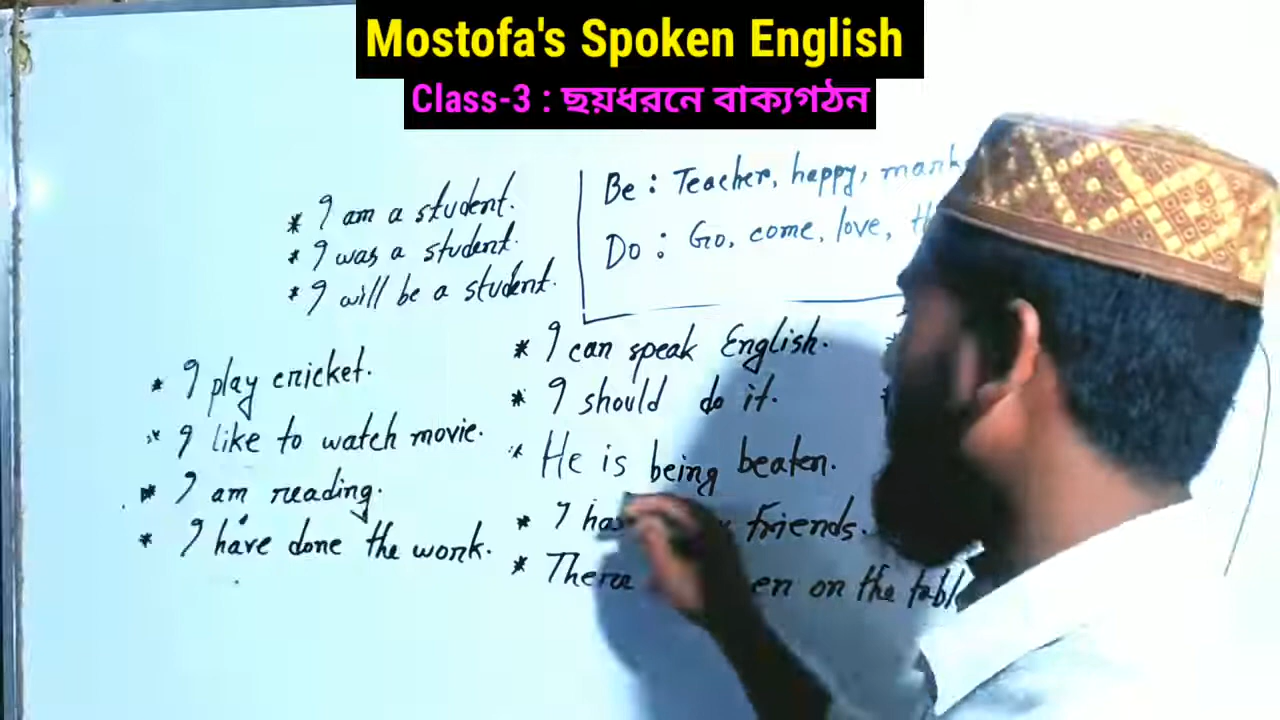 Mostofa's Spoken English
Class-3 : ছয়ধরনে বাক্যগঠন
* I am a student.
* I was a student.
* I will be a student.
Be : Teacher, happy,
Do : Go, come, love,
* I play cricket.
* I like to watch movie.
* I am reading.
* I have done the work.
* I can speak English.
* I should do it.
* He is being beaten.
* I friends.
* There on the